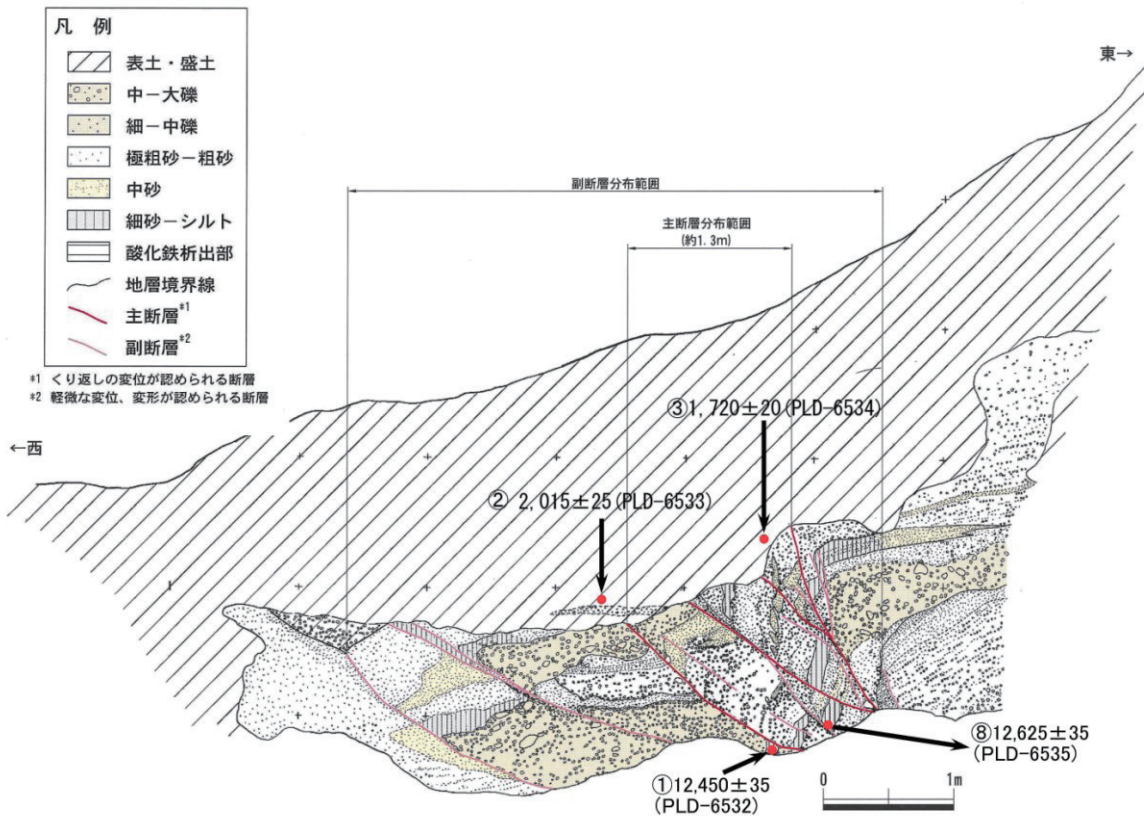 凡 例
表土・盛土
中－大礫
細－中礫
極粗砂－粗砂
中砂
細砂－シルト
酸化鉄析出部
地層境界線
主断層*1
副断層*2
*1 くり返しの変位が認められる断層
*2 軽微な変位、変形が認められる断層
東→
←西
副断層分布範囲
主断層分布範囲
(約1.3m)
③1,720±20(PLD-6534)
② 2,015±25(PLD-6533)
①12,450±35
(PLD-6532)
⑧12,625±35
(PLD-6535)
0 1m